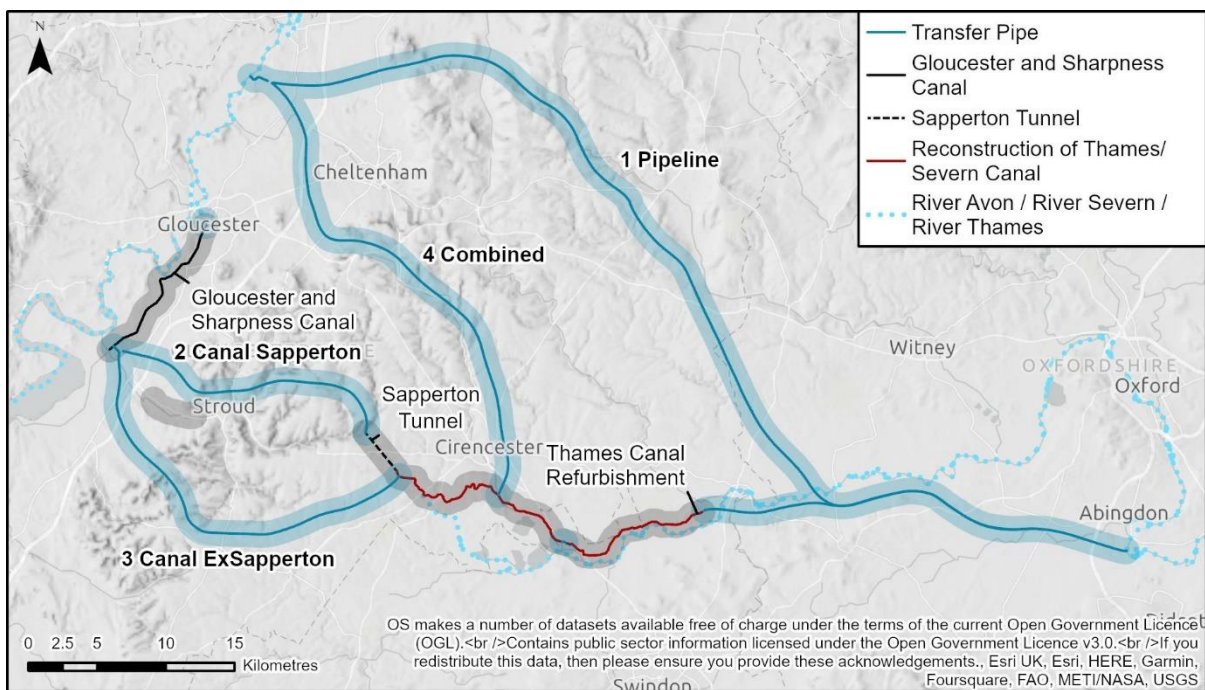 N
Transfer Pipe
Gloucester and Sharpness
Canal
Sapperton Tunnel
Reconstruction of Thames/
Severn Canal
River Avon / River Severn /
River Thames
1 Pipeline
Cheltenham
Gloucester
4 Combined
Gloucester and
Sharpness Canal
2 Canal Sapperton
Witney
OXFORDSHIRE
Oxford
Stroud
Sapperton
Tunnel
Cirencester
Thames Canal
Refurbishment
Abingdon
3 Canal ExSapperton
0 2.5 5 10 15
Kilometres
OS makes a number of datasets available free of charge under the terms of the current Open Government Licence
(OGL).<br />Contains public sector information licensed under the Open Government Licence v3.0.<br />If you
redistribute this data, then please ensure you provide these acknowledgements., Esri UK, Esri, HERE, Garmin,
Foursquare, FAO, METI/NASA, USGS
Swindon